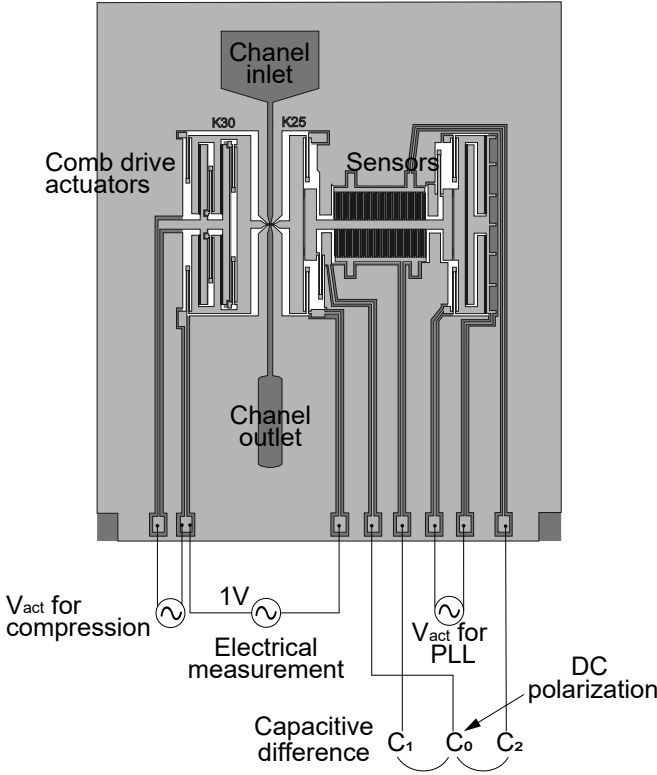 Chanel
inlet
K30
K25
Comb drive
actuators
Sensors
Chanel
outlet
1V
Vact for
compression
Electrical
measurement
Vact for
PLL
DC
polarization
Capacitive
difference
C1
C0
C2